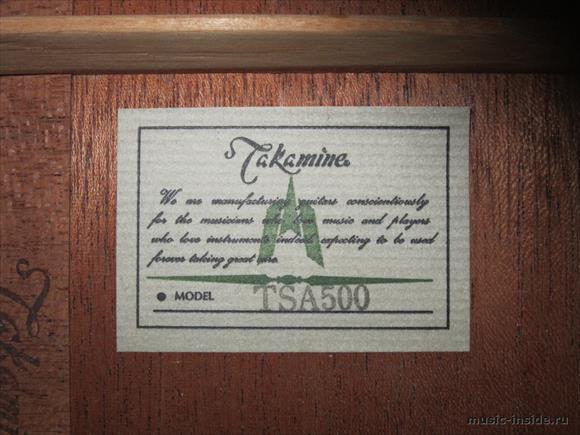 Takamine
We are manufacturing guitars conscientiously
for the musicians who love music and players
who love instruments indeed, expecting to be used
forever taking great care.
MODEL TSA500
music-inside.ru